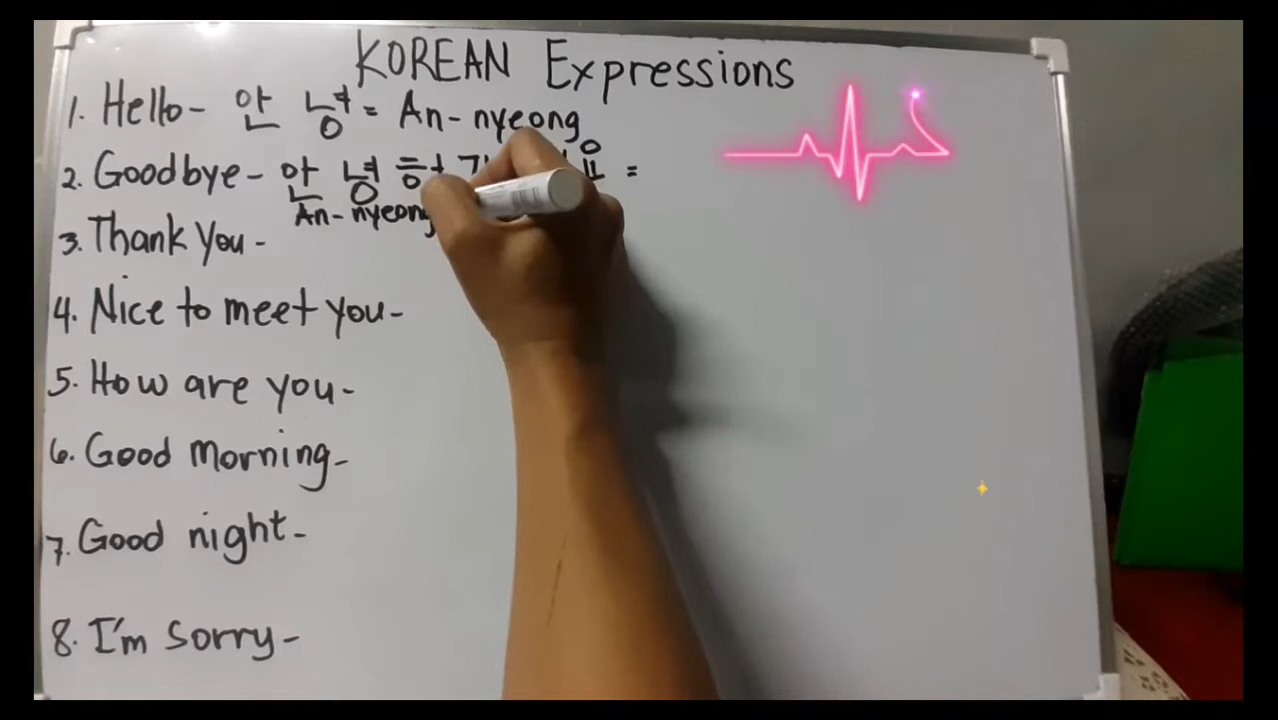 KOREAN Expressions
1. Hello- 안 녕 = An- nyeong
2. Goodbye - 안 녕 하 =
An- nyeong
3. Thank You -
4. Nice to meet you-
5. How are you-
6. Good morning-
7. Good night-
8. I'm sorry-